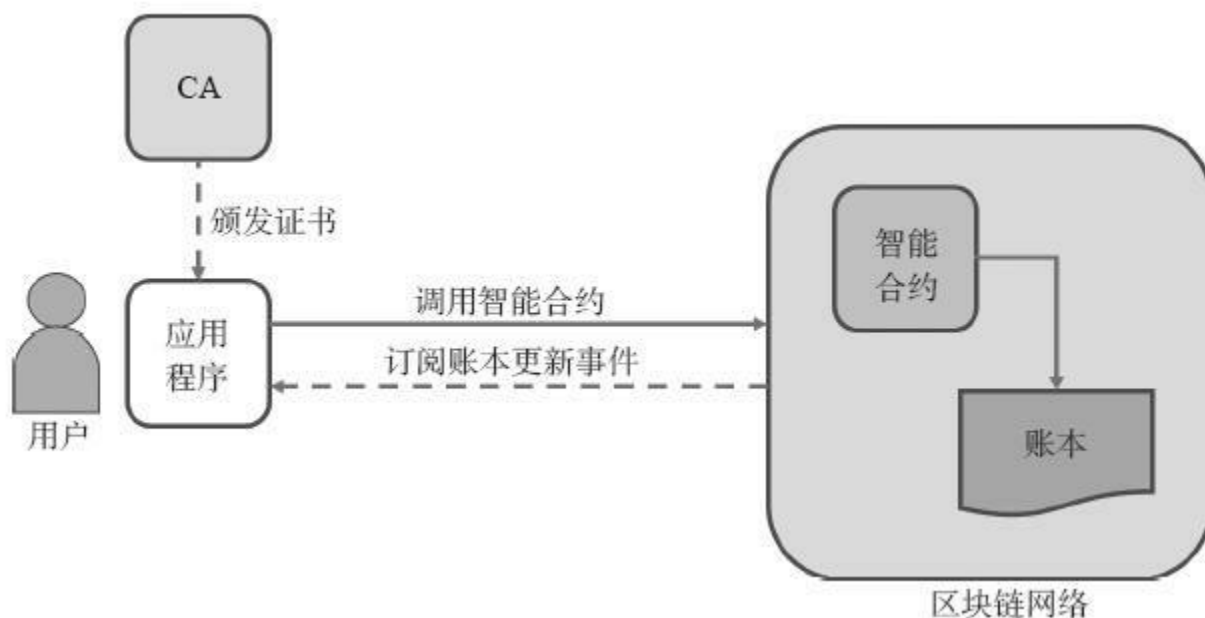 CA
颁发证书
应用
程序
用户
调用智能合约
订阅账本更新事件
智能
合约
账本
区块链网络